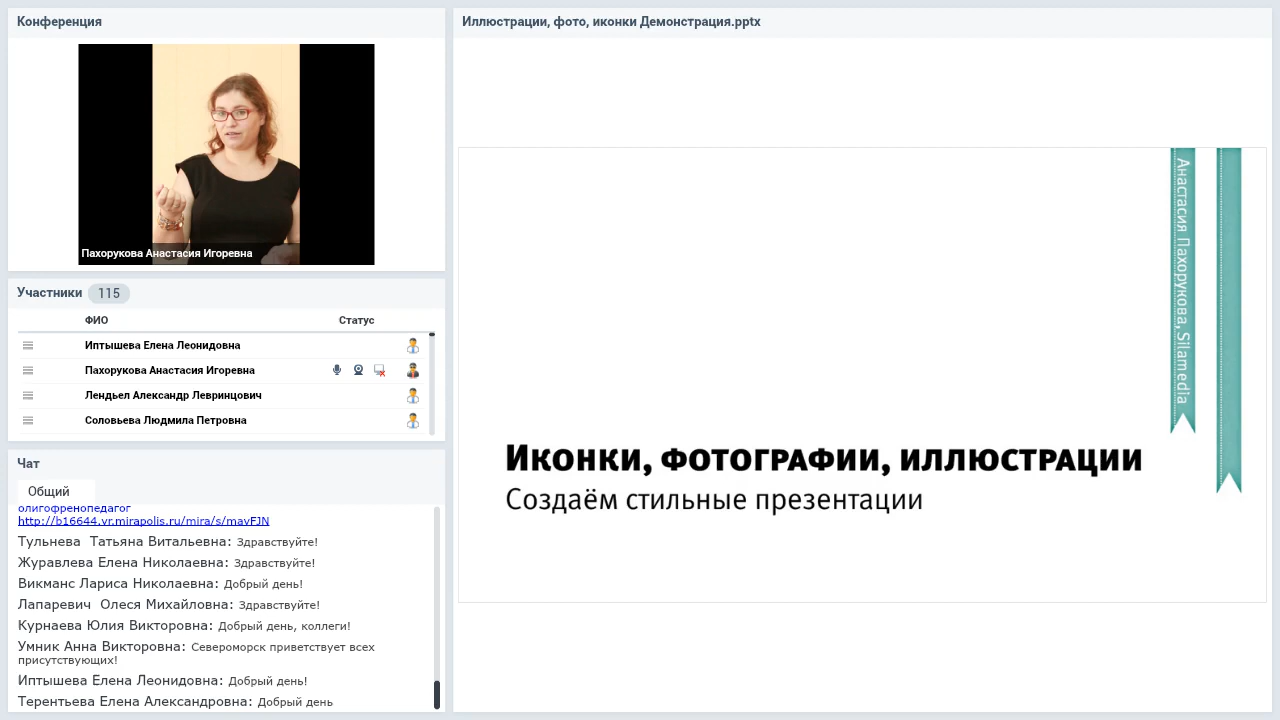 Конференция
Пахорукова Анастасия Игоревна
Участники 115
ФИО Статус
Иптышева Елена Леонидовна
Пахорукова Анастасия Игоревна
Лендьел Александр Левринцович
Соловьева Людмила Петровна
Чат
Общий
олигофренопедагог
http://b16644.vr.mirapolis.ru/mira/s/mavFJN
Тульнева Татьяна Витальевна: Здравствуйте!
Журавлева Елена Николаевна: Здравствуйте!
Викманс Лариса Николаевна: Добрый день!
Лапаревич Олеся Михайловна: Здравствуйте!
Курнаева Юлия Викторовна: Добрый день, коллеги!
Умник Анна Викторовна: Североморск приветствует всех
присутствующих!
Иптышева Елена Леонидовна: Добрый день!
Терентьева Елена Александровна: Добрый день
Иллюстрации, фото, иконки Демонстрация.pptx
Анастасия Пахорукова, Silamedia
Иконки, фотографии, иллюстрации
Создаём стильные презентации